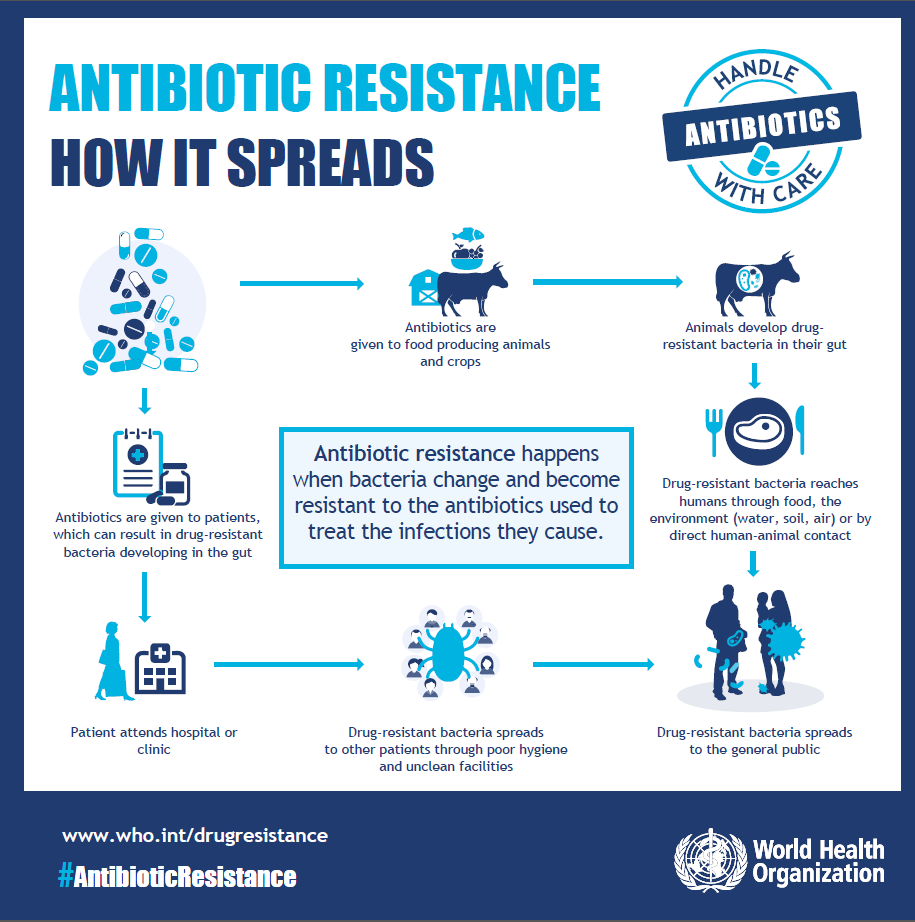 ANTIBIOTIC RESISTANCE
HOW IT SPREADS
HANDLE
ANTIBIOTICS
WITH CARE
Antibiotics are
given to food producing animals
and crops
Animals develop drug-
resistant bacteria in their gut
Antibiotics are given to patients,
which can result in drug-resistant
bacteria developing in the gut
Antibiotic resistance happens
when bacteria change and become
resistant to the antibiotics used to
treat the infections they cause.
Drug-resistant bacteria reaches
humans through food, the
environment (water, soil, air) or by
direct human-animal contact
Patient attends hospital or
clinic
Drug-resistant bacteria spreads
to other patients through poor hygiene
and unclean facilities
Drug-resistant bacteria spreads
to the general public
www.who.int/drugresistance
#AntibioticResistance
World Health
Organization